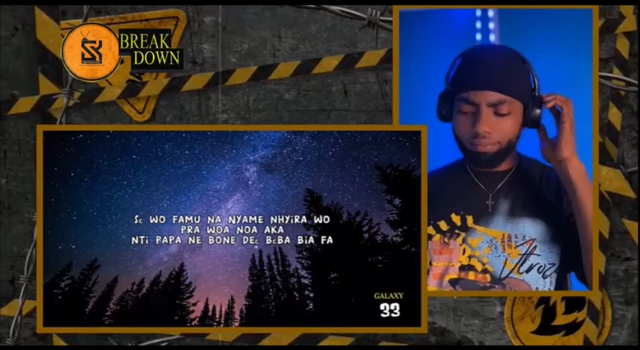 SK
BREAK
DOWN
Sɛ WO FAMU NA NYAME NHYIRA WO
PRA WOA NOA AKA
NTI PAPA NE BONE DEɛ BɛBA BIA FA
GALAXY
33